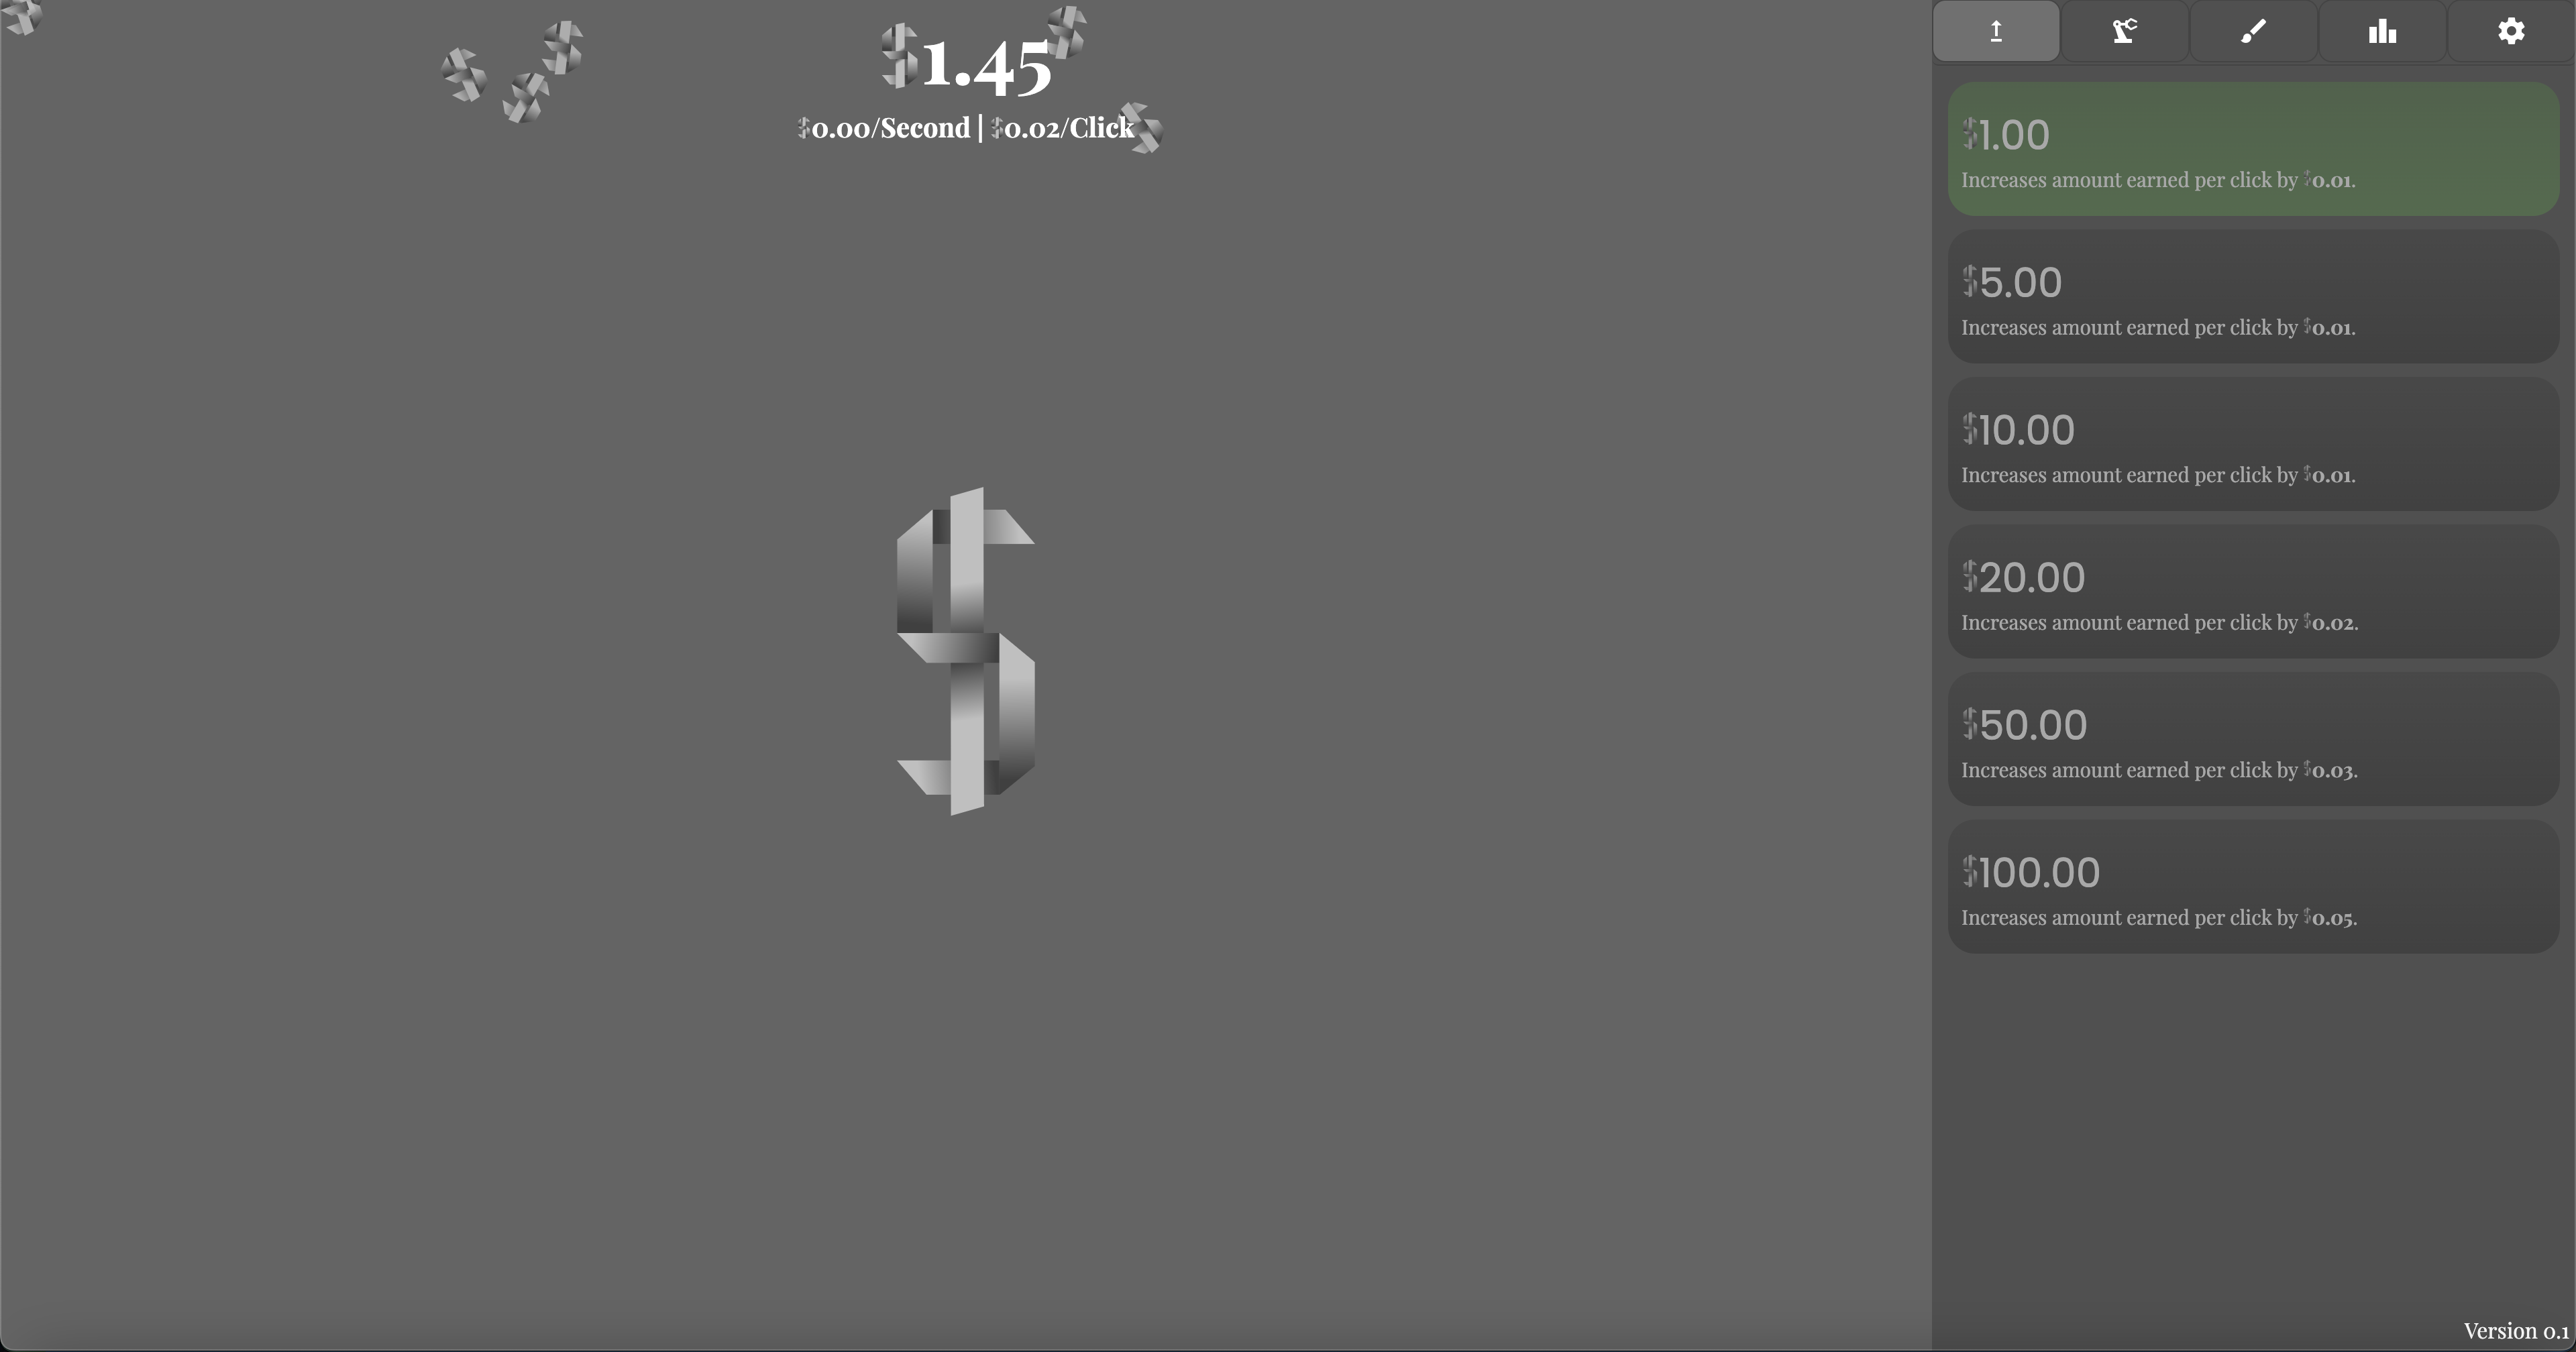 $1.45
$0.00/Second | $0.02/Click
$1.00
Increases amount earned per click by $0.01.
$5.00
Increases amount earned per click by $0.01.
$10.00
Increases amount earned per click by $0.01.
$20.00
Increases amount earned per click by $0.02.
$50.00
Increases amount earned per click by $0.03.
$100.00
Increases amount earned per click by $0.05.
Version 0.1